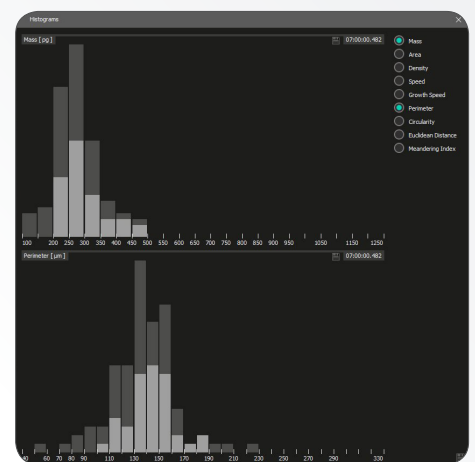 Histograms
Mass [pg]
07:00:00.482
Mass
Area
Density
Speed
Growth Speed
Perimeter
Circularity
Euclidean Distance
Meandering Index
100 200 250 300 350 400 450 500 550 600 650 700 750 800 850 900 950 1050 1150 1250
Perimeter [µm]
07:00:00.482
40 60 70 80 90 110 130 150 170 190 210 230 250 270 290 330